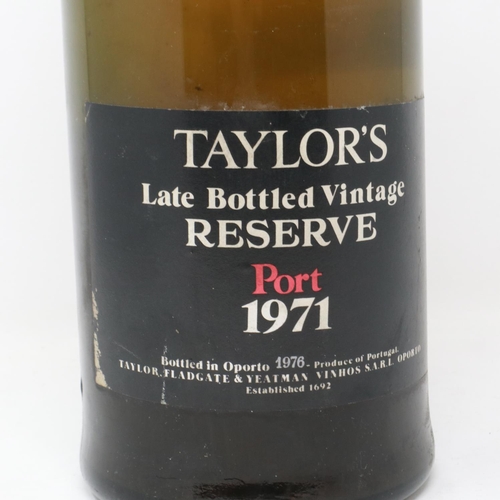 TAYLOR'S
Late Bottled Vintage
RESERVE
Port
1971
Bottled in Oporto 1976 - Produce of Portugal.
TAYLOR, FLADGATE & YEATMAN VINHOS S.A.R.L OPORTO
Established 1692